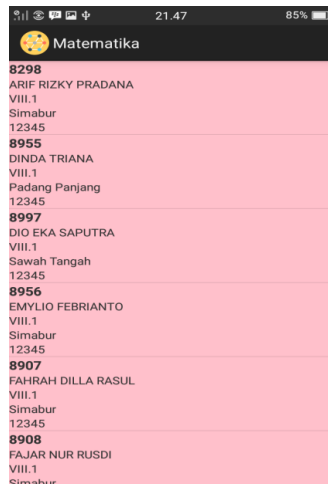 21.47
85%
Matematika
8298
ARIF RIZKY PRADANA
VIII.1
Simabur
12345
8955
DINDA TRIANA
VIII.1
Padang Panjang
12345
8997
DIO EKA SAPUTRA
VIII.1
Sawah Tangah
12345
8956
EMYLIO FEBRIANTO
VIII.1
Simabur
12345
8907
FAHRAH DILLA RASUL
VIII.1
Simabur
12345
8908
FAJAR NUR RUSDI
VIII.1
Simabur